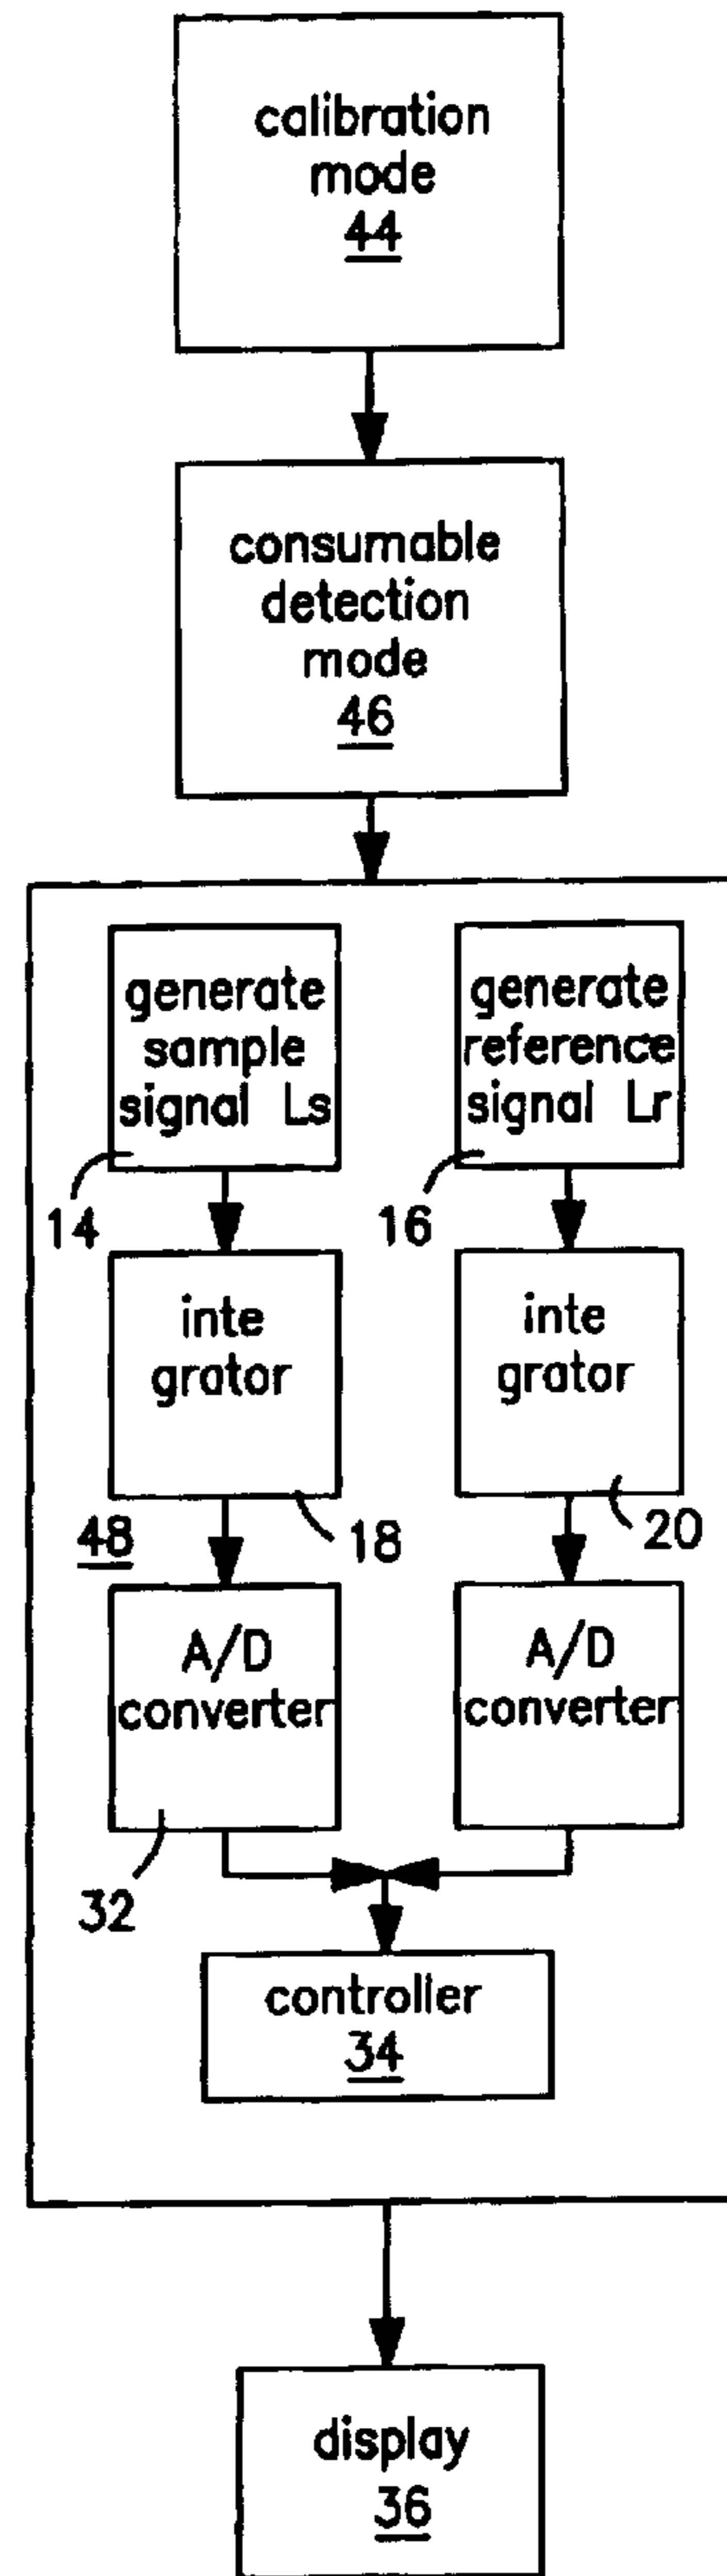 calibration
mode
44
consumable
detection
mode
46
generate
sample
signal Ls
14
generate
reference
signal Lr
16
inte
grator
18
inte
grator
20
48
A/D
converter
32
A/D
converter
controller
34
display
36